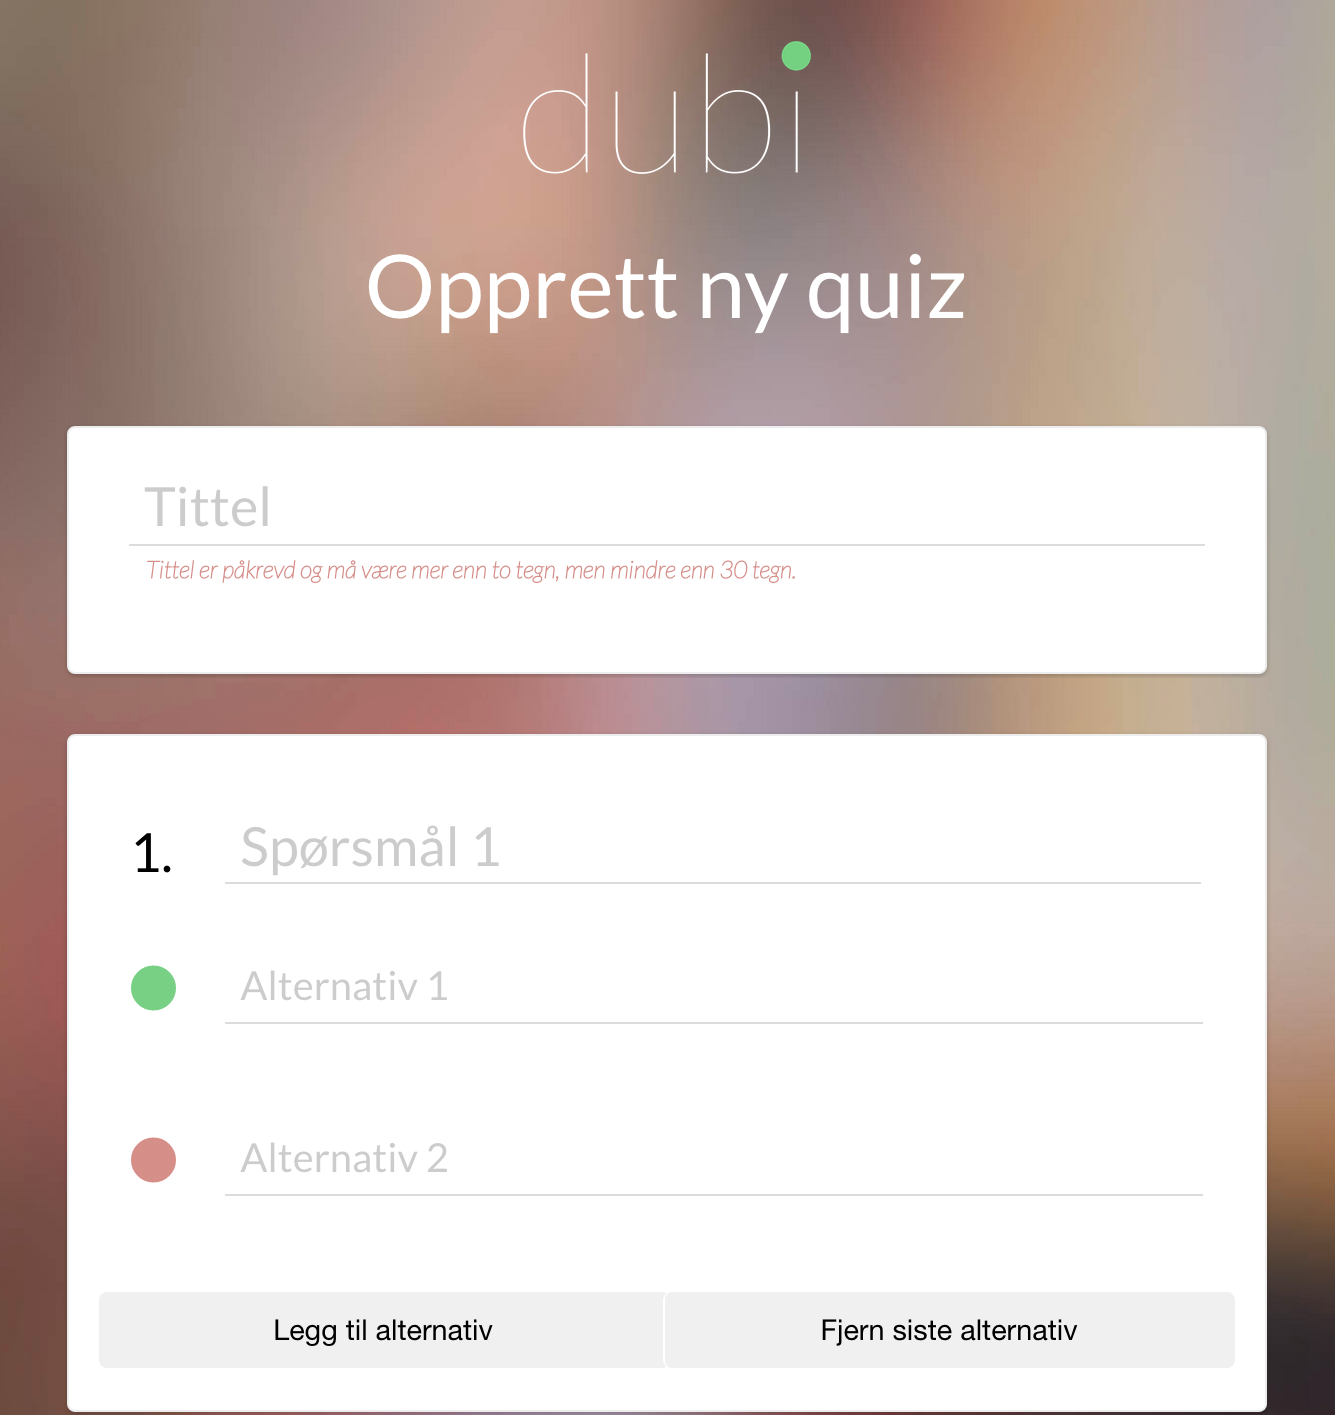 dubi
Opprett ny quiz
Tittel
Tittel er påkrevd og må være mer enn to tegn, men mindre enn 30 tegn.
1. Spørsmål 1
Alternativ 1
Alternativ 2
Legg til alternativ Fjern siste alternativ